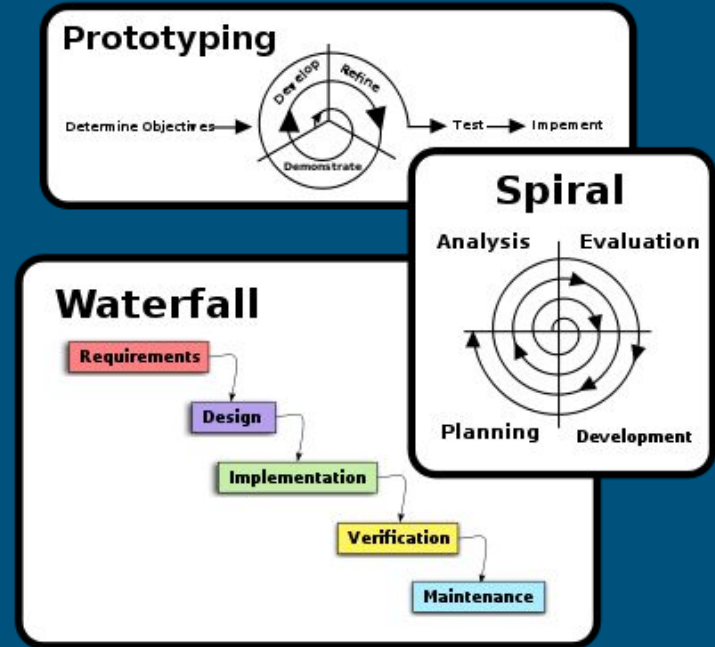 Prototyping
Determine Objectives
Develop
Refine
Demonstrate
Test
Impement
Spiral
Analysis
Evaluation
Planning
Development
Waterfall
Requirements
Design
Implementation
Verification
Maintenance